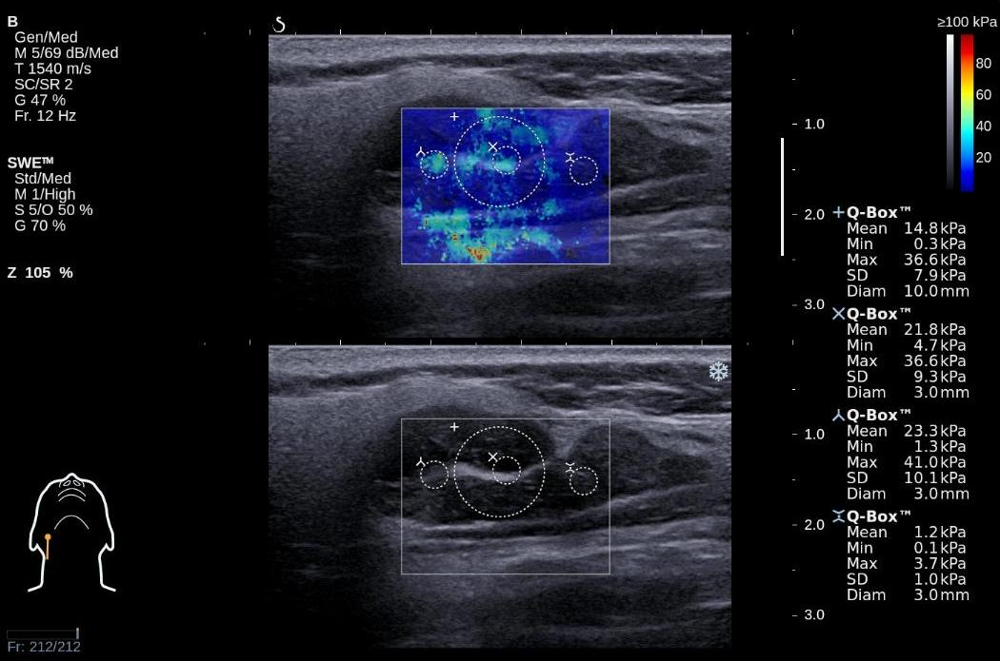 B
Gen/Med
M 5/69 dB/Med
T 1540 m/s
SC/SR 2
G 47 %
Fr. 12 Hz
SWE™
Std/Med
M 1/High
S 5/O 50 %
G 70 %
Z 105 %
≥100 kPa
80
60
40
20
1.0
2.0
3.0
1.0
2.0
3.0
Q-Box™
Mean 14.8 kPa
Min 0.3 kPa
Max 36.6 kPa
SD 7.9 kPa
Diam 10.0 mm
Q-Box™
Mean 21.8 kPa
Min 4.7 kPa
Max 36.6 kPa
SD 9.3 kPa
Diam 3.0 mm
Q-Box™
Mean 23.3 kPa
Min 1.3 kPa
Max 41.0 kPa
SD 10.1 kPa
Diam 3.0 mm
Q-Box™
Mean 1.2 kPa
Min 0.1 kPa
Max 3.7 kPa
SD 1.0 kPa
Diam 3.0 mm
Fr: 212/212